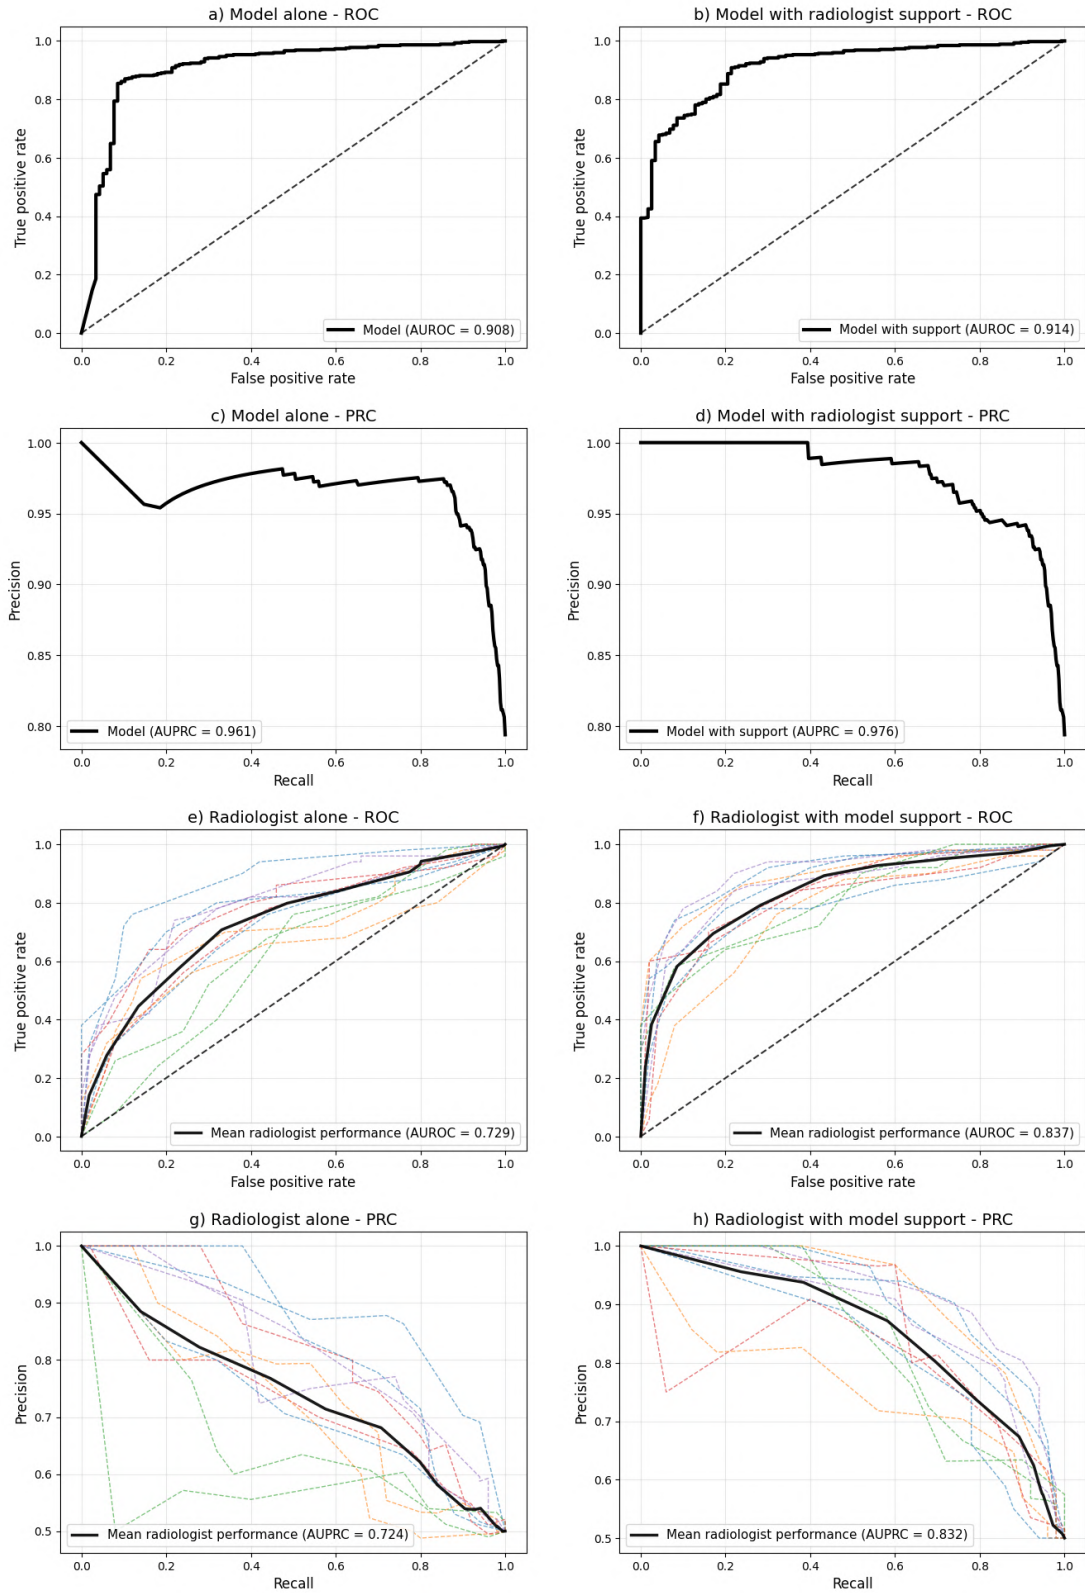 a) Model alone - ROC
True positive rate
1.0
0.8
0.6
0.4
0.2
0.0
Model (AUROC = 0.908)
0.0 0.2 0.4 0.6 0.8 1.0
False positive rate
b) Model with radiologist support - ROC
True positive rate
1.0
0.8
0.6
0.4
0.2
0.0
Model with support (AUROC = 0.914)
0.0 0.2 0.4 0.6 0.8 1.0
False positive rate
c) Model alone - PRC
Precision
1.00
0.95
0.90
0.85
0.80
Model (AUPRC = 0.961)
0.0 0.2 0.4 0.6 0.8 1.0
Recall
d) Model with radiologist support - PRC
Precision
1.00
0.95
0.90
0.85
0.80
Model with support (AUPRC = 0.976)
0.0 0.2 0.4 0.6 0.8 1.0
Recall
e) Radiologist alone - ROC
True positive rate
1.0
0.8
0.6
0.4
0.2
0.0
Mean radiologist performance (AUROC = 0.729)
0.0 0.2 0.4 0.6 0.8 1.0
False positive rate
f) Radiologist with model support - ROC
True positive rate
1.0
0.8
0.6
0.4
0.2
0.0
Mean radiologist performance (AUROC = 0.837)
0.0 0.2 0.4 0.6 0.8 1.0
False positive rate
g) Radiologist alone - PRC
Precision
1.0
0.9
0.8
0.7
0.6
0.5
Mean radiologist performance (AUPRC = 0.724)
0.0 0.2 0.4 0.6 0.8 1.0
Recall
h) Radiologist with model support - PRC
Precision
1.0
0.9
0.8
0.7
0.6
0.5
Mean radiologist performance (AUPRC = 0.832)
0.0 0.2 0.4 0.6 0.8 1.0
Recall